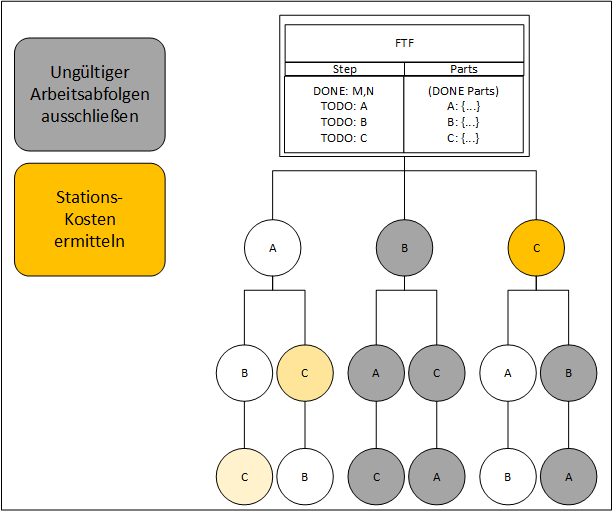 Ungültiger
Arbeitsabfolgen
ausschließen
Stations-
Kosten
ermitteln
FTF
Step Parts
DONE: M,N (DONE Parts)
TODO: A A: {...}
TODO: B B: {...}
TODO: C C: {...}
A B C
B C A C A B
C B C A B A